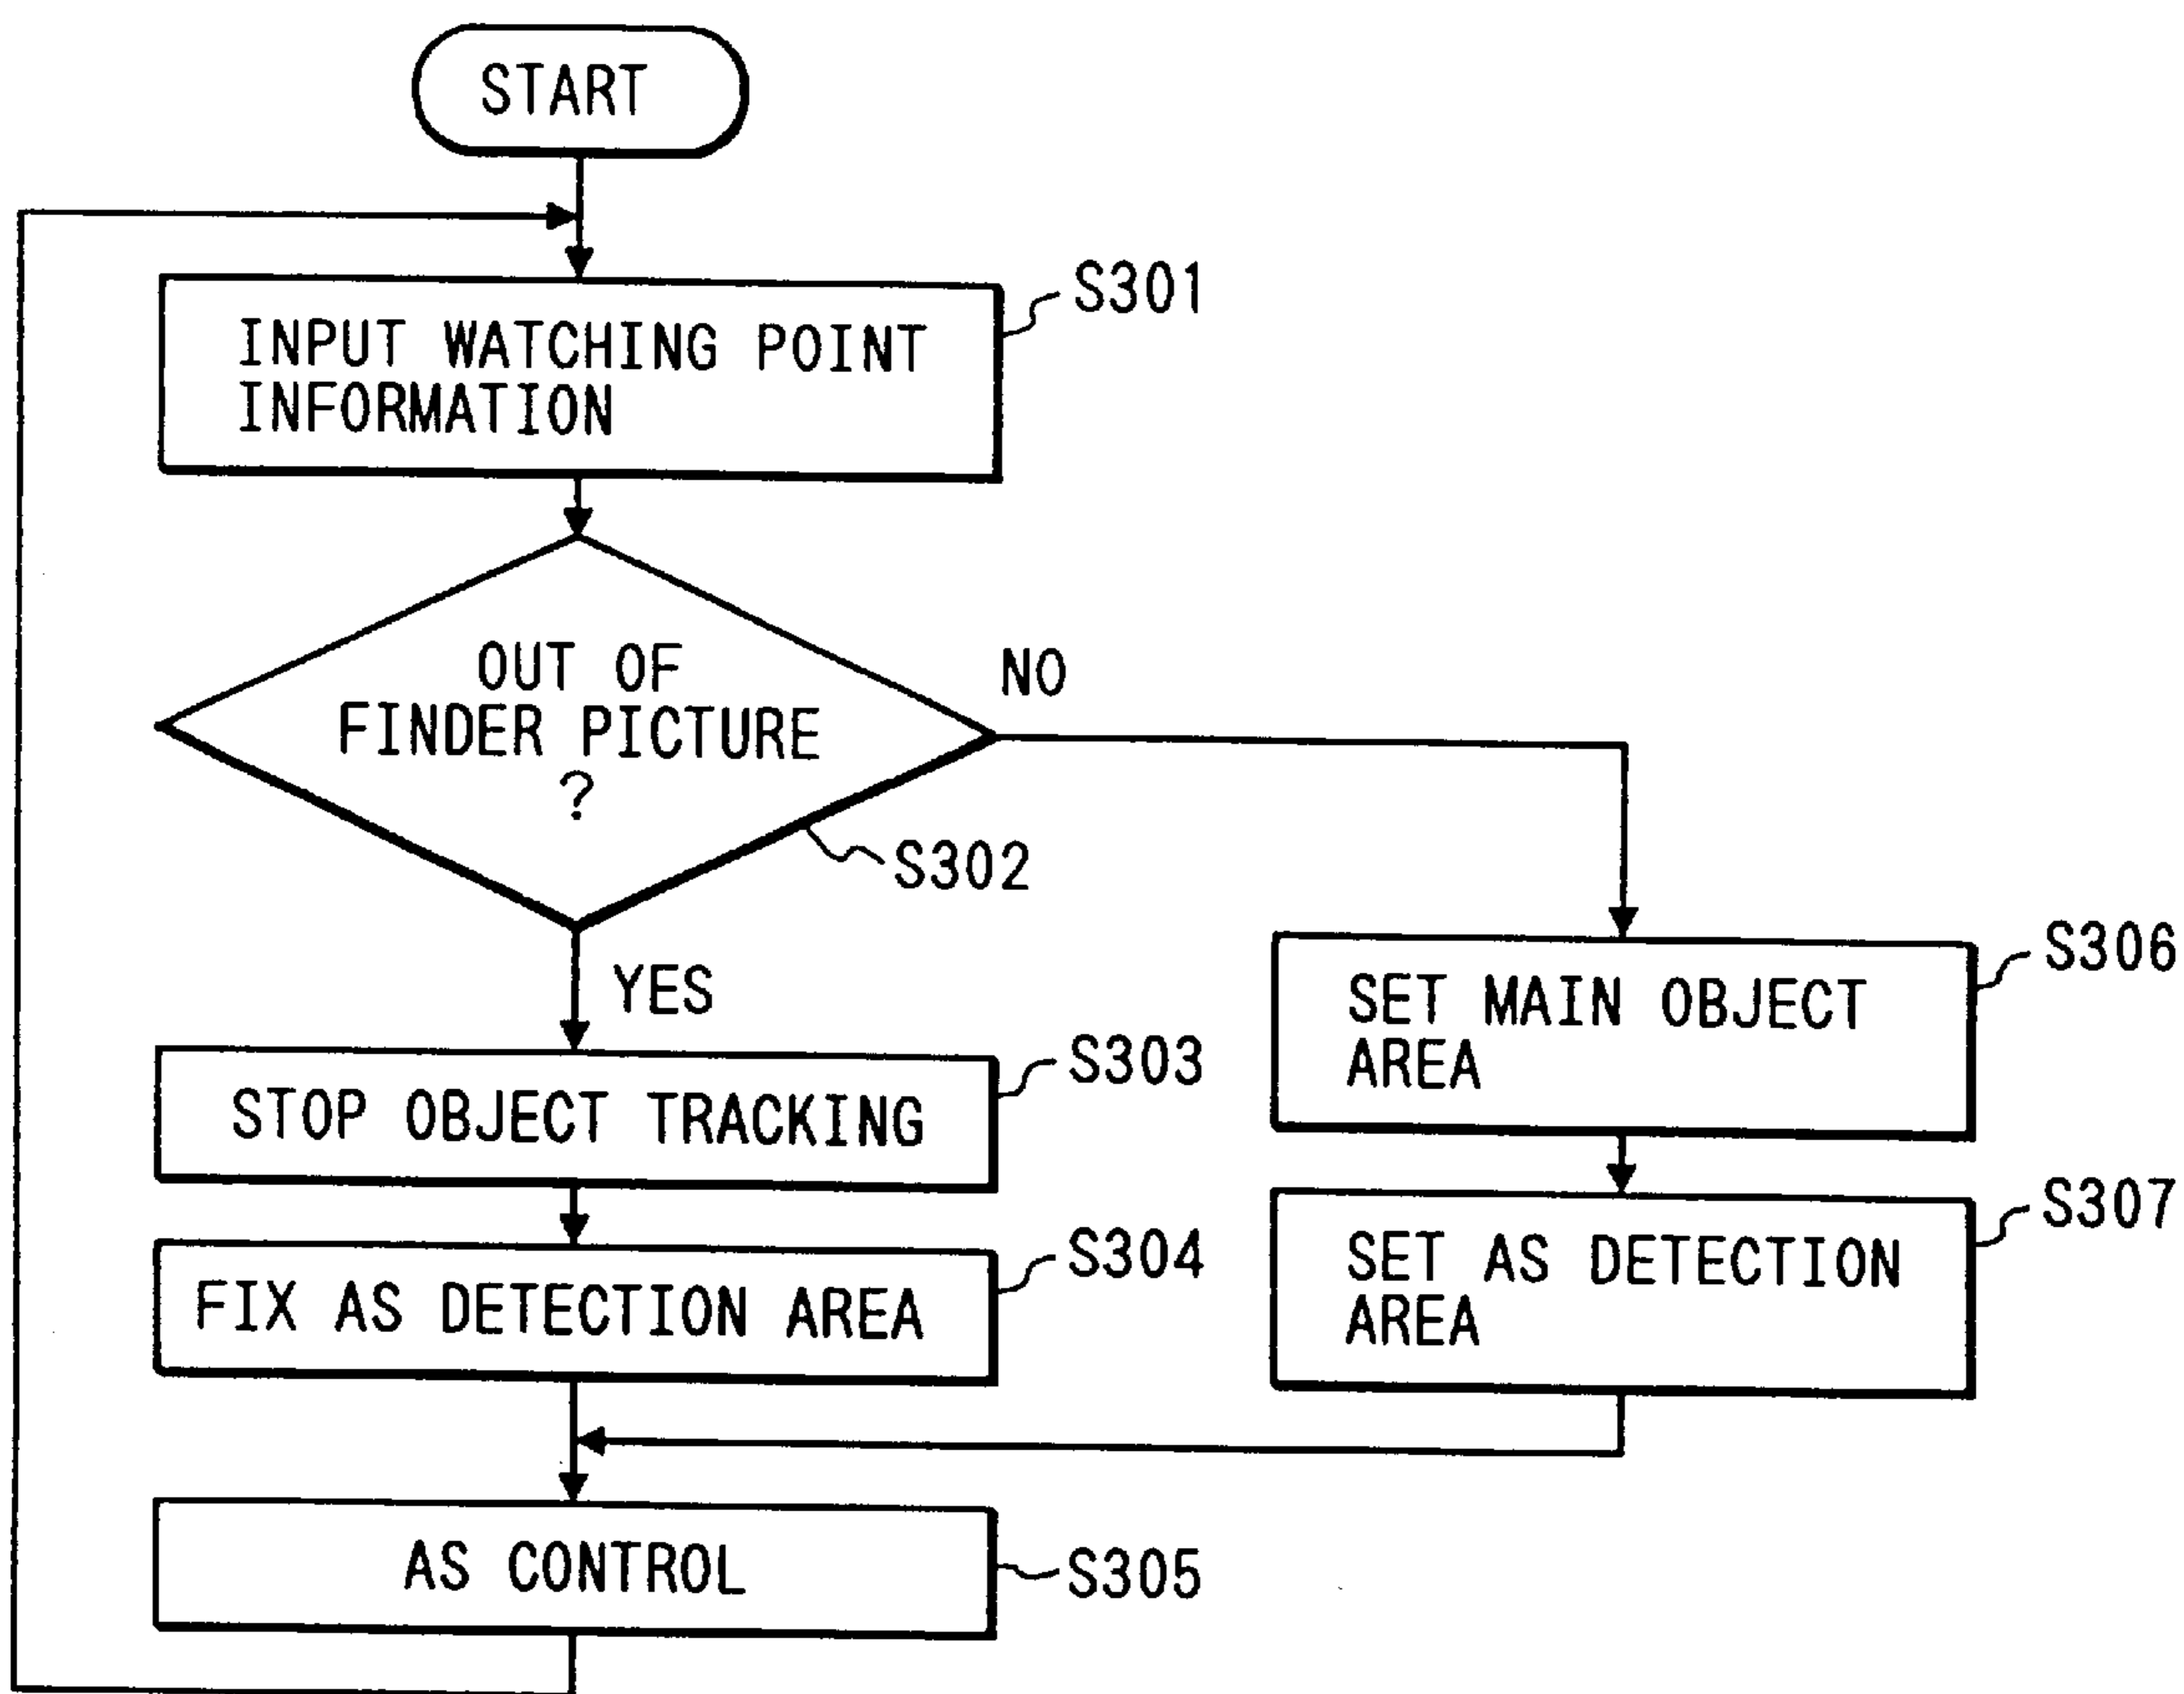 START
S301
INPUT WATCHING POINT
INFORMATION
OUT OF
FINDER PICTURE
?
NO
S302
YES
S303
STOP OBJECT TRACKING
S304
FIX AS DETECTION AREA
S306
SET MAIN OBJECT
AREA
S307
SET AS DETECTION
AREA
AS CONTROL
S305